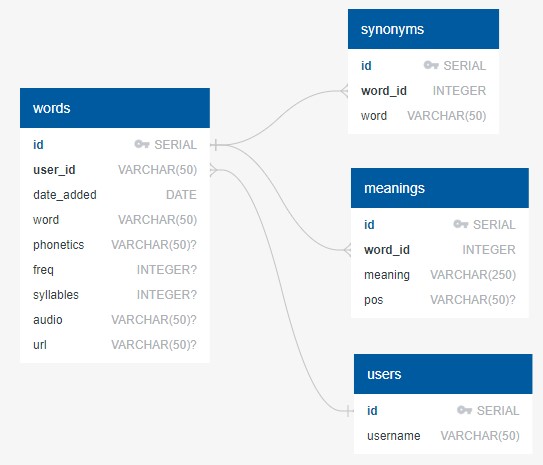 words
id SERIAL
user_id VARCHAR(50)
date_added DATE
word VARCHAR(50)
phonetics VARCHAR(50)?
freq INTEGER?
syllables INTEGER?
audio VARCHAR(50)?
url VARCHAR(50)?
synonyms
id SERIAL
word_id INTEGER
word VARCHAR(50)
meanings
id SERIAL
word_id INTEGER
meaning VARCHAR(250)
pos VARCHAR(50)?
users
id SERIAL
username VARCHAR(50)